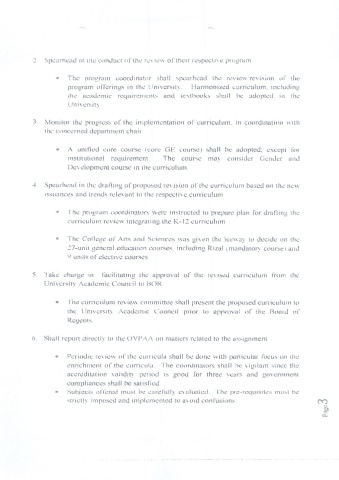 2. Spearhead in the conduct of the review of their respective program
• The program coordinator shall spearhead the review/revision of the
program offerings in the University. Harmonized curriculum, including
the academic requirements and textbooks shall be adopted in the
University
3. Monitor the progress of the implementation of curriculum, in coordination with
the concerned department chair
• A unified core course (core GE course) shall be adopted, except for
institutional requirement. The course may consider Gender and
Development course in the curriculum.
4. Spearhead in the drafting of proposed revision of the curriculum based on the new
issuances and trends relevant to the respective curriculum
• The program coordinators were instructed to prepare plan for drafting the
curriculum review integrating the K-12 curriculum
• The College of Arts and Sciences was given the leeway to decide on the
27-unit general education courses, including Rizal (mandatory course) and
9 units of elective courses
5. Take charge in facilitating the approval of the revised curriculum from the
University Academic Council to BOR
• The curriculum review committee shall present the proposed curriculum to
the University Academic Council prior to approval of the Board of
Regents.
6. Shall report directly to the OVPAA on matters related to the assignment
• Periodic review of the curricula shall be done with particular focus on the
enrichment of the curricula. The coordinators shall be vigilant since the
accreditation validity period is good for three years and government
compliances shall be satisfied.
• Subjects offered must be carefully evaluated. The pre-requisites must be
strictly imposed and implemented to avoid confusions
Page 3